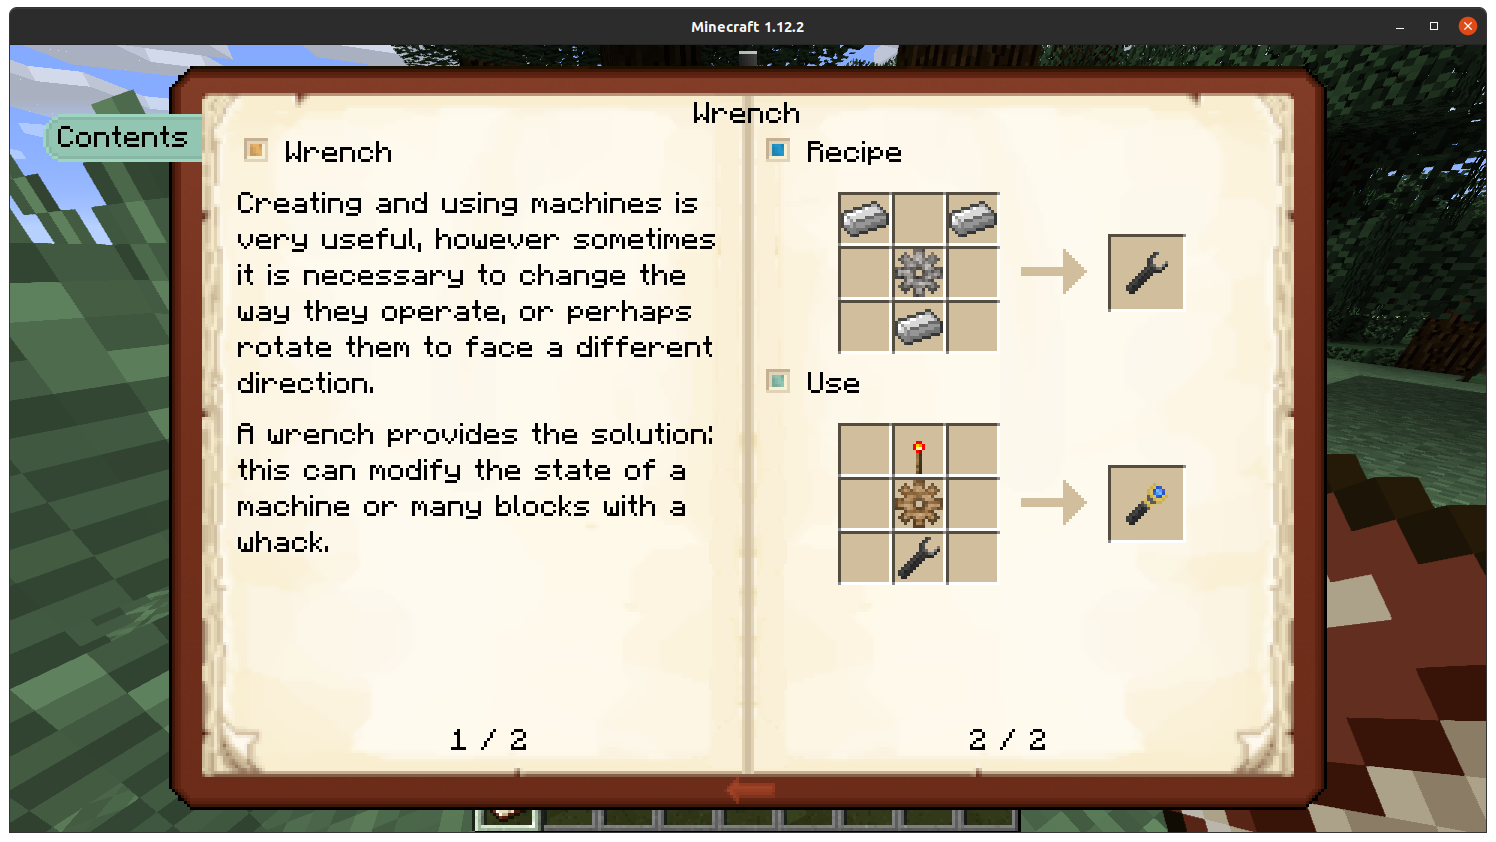 Minecraft 1.12.2
Wrench
Contents
Wrench
Creating and using machines is
very useful, however sometimes
it is necessary to change the
way they operate, or perhaps
rotate them to face a different
direction.
A wrench provides the solution:
this can modify the state of a
machine or many blocks with a
whack.
1 / 2
Recipe
Use
2 / 2